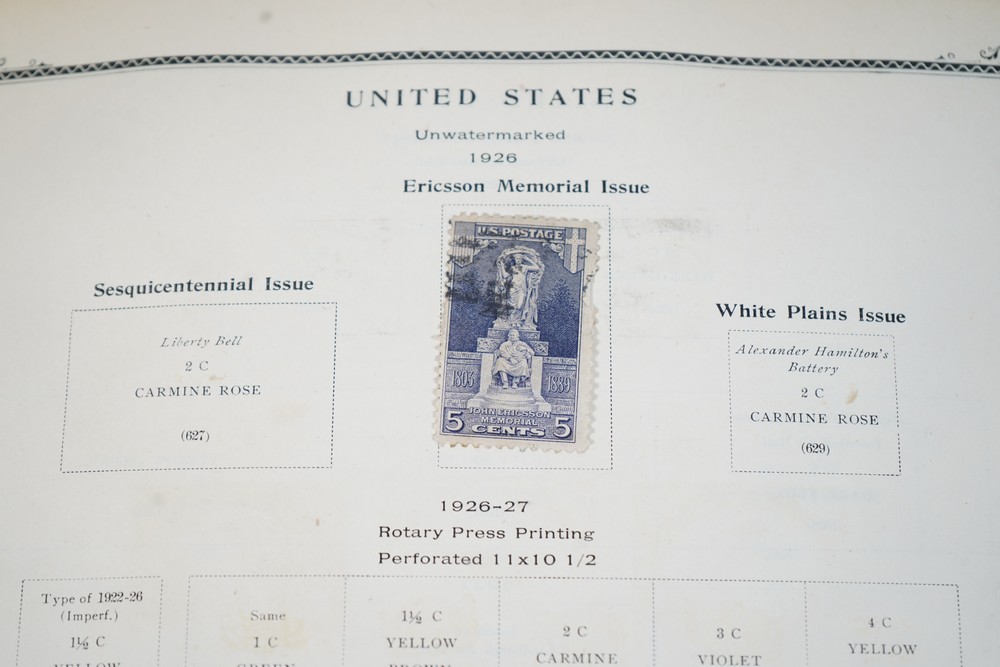 UNITED STATES
Unwatermarked
1926
Ericsson Memorial Issue
U.S. POSTAGE
1803 1889
5 JOHN ERICSSON 5
MEMORIAL
CENTS
Sesquicentennial Issue
Liberty Bell
2 C
CARMINE ROSE
(627)
White Plains Issue
Alexander Hamilton's
Battery
2 C
CARMINE ROSE
(629)
1926-27
Rotary Press Printing
Perforated 11x10 1/2
Type of 1922-26
(Imperf.)
1½ C
YELLOW
Same
1 C
GREEN
1½ C
YELLOW
BROWN
2 C
CARMINE
3 C
VIOLET
4 C
YELLOW